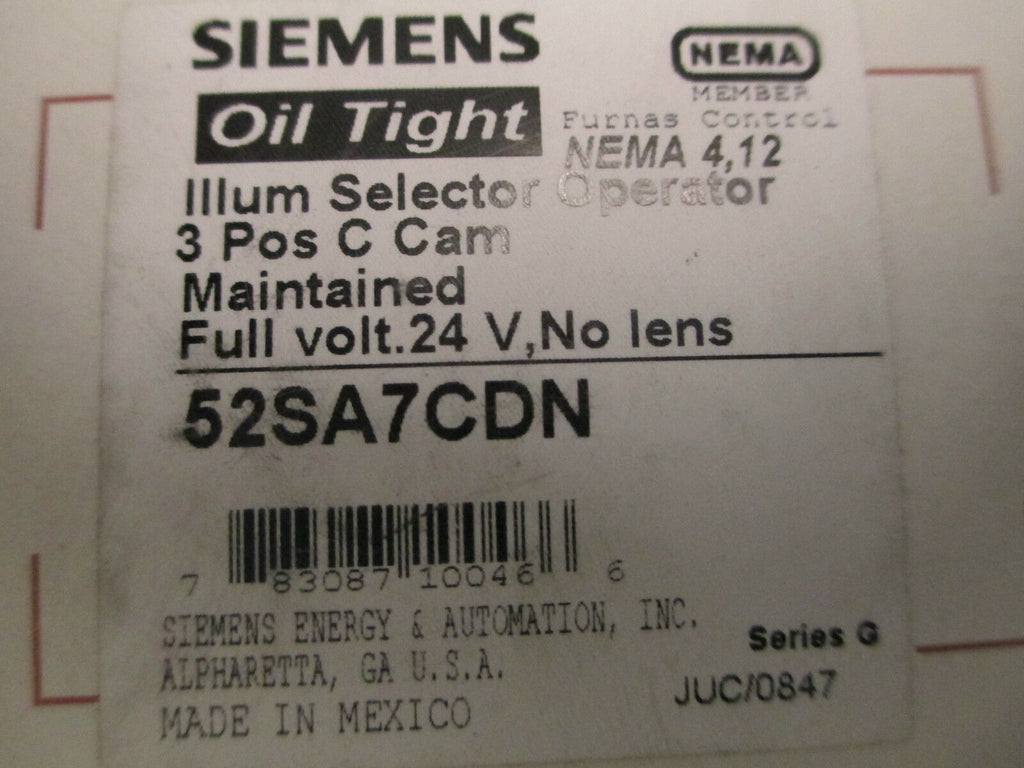 SIEMENS
NEMA
MEMBER
Oil Tight
Furnas Control
NEMA 4,12
Illum Selector Operator
3 Pos C Cam
Maintained
Full volt.24 V,No lens
52SA7CDN
7 83087 10046 6
SIEMENS ENERGY & AUTOMATION, INC.
ALPHARETTA, GA U.S.A.
MADE IN MEXICO
Series G
JUC/0847